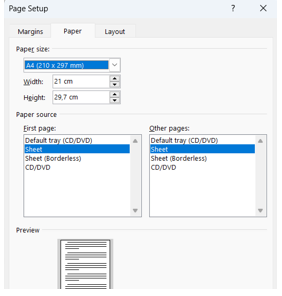 Page Setup ? ×
Margins Paper Layout
Paper size:
A4 (210 x 297 mm)
Width: 21 cm
Height: 29,7 cm
Paper source
First page: Other pages:
Default tray (CD/DVD) Default tray (CD/DVD)
Sheet Sheet
Sheet (Borderless) Sheet (Borderless)
CD/DVD CD/DVD
Preview